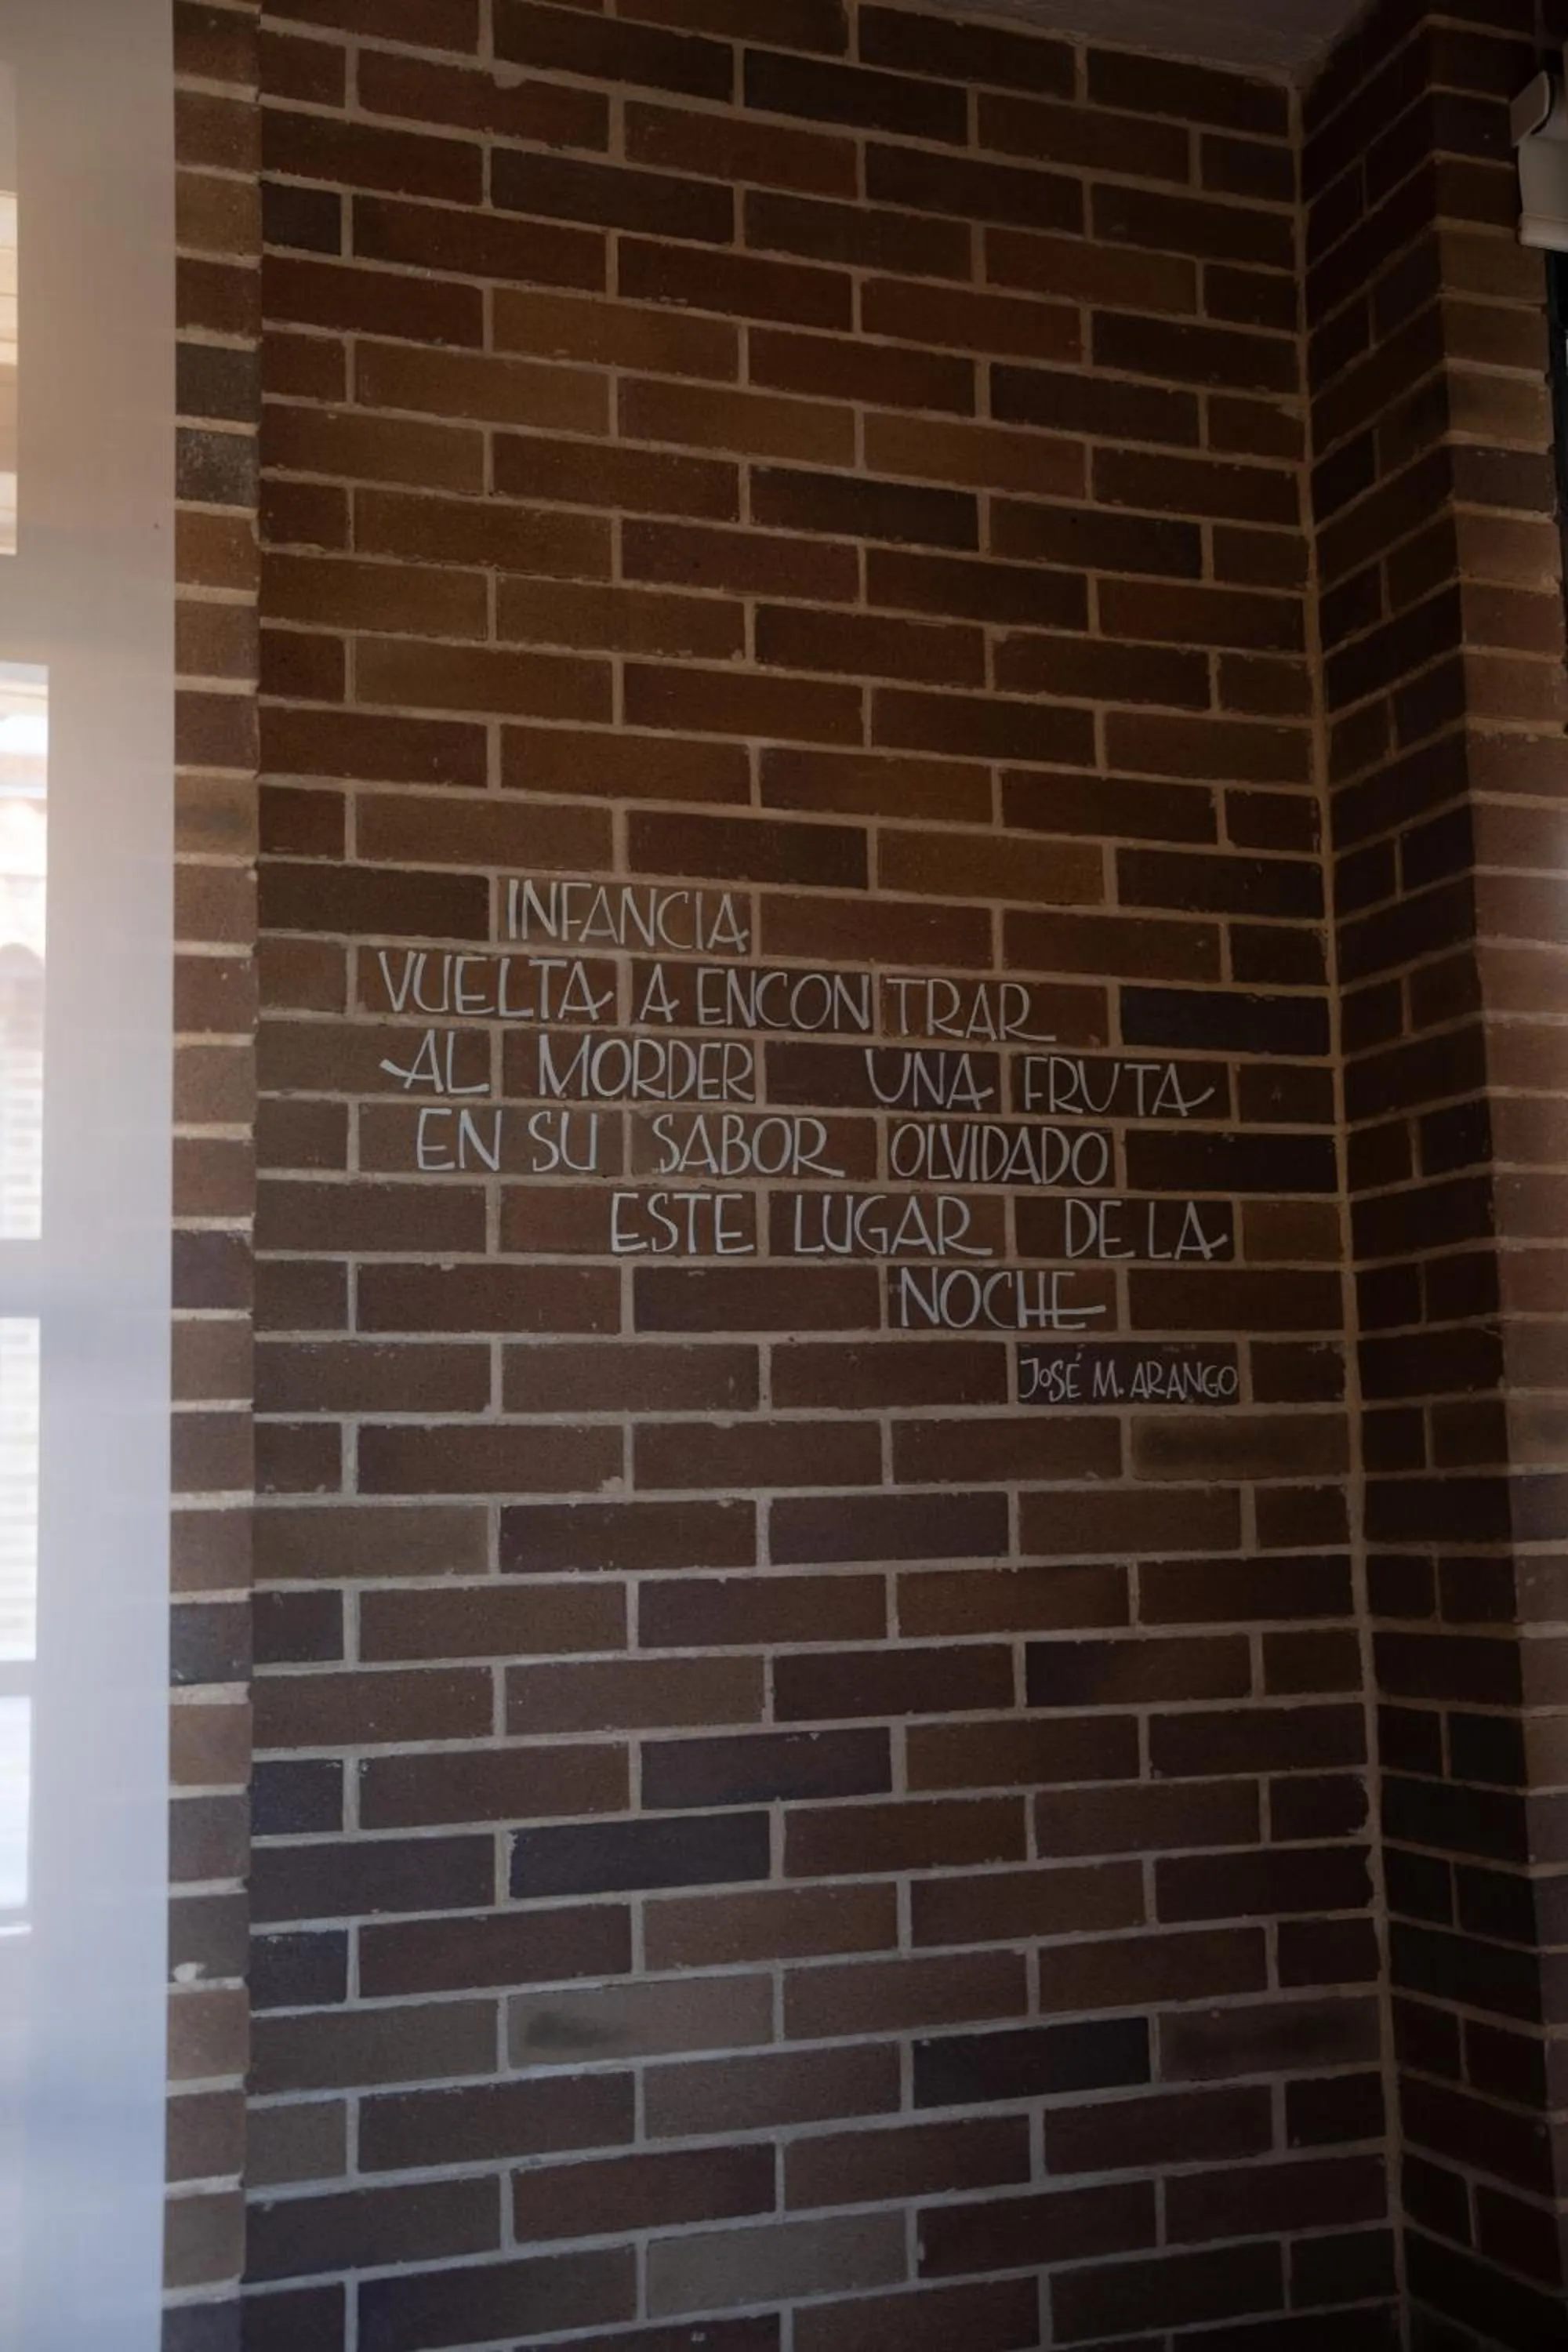 INFANCIA
VUELTA A ENCONTRAR
AL MORDER UNA FRUTA
EN SU SABOR OLVIDADO
ESTE LUGAR DE LA
NOCHE
JOSÉ M. ARANGO